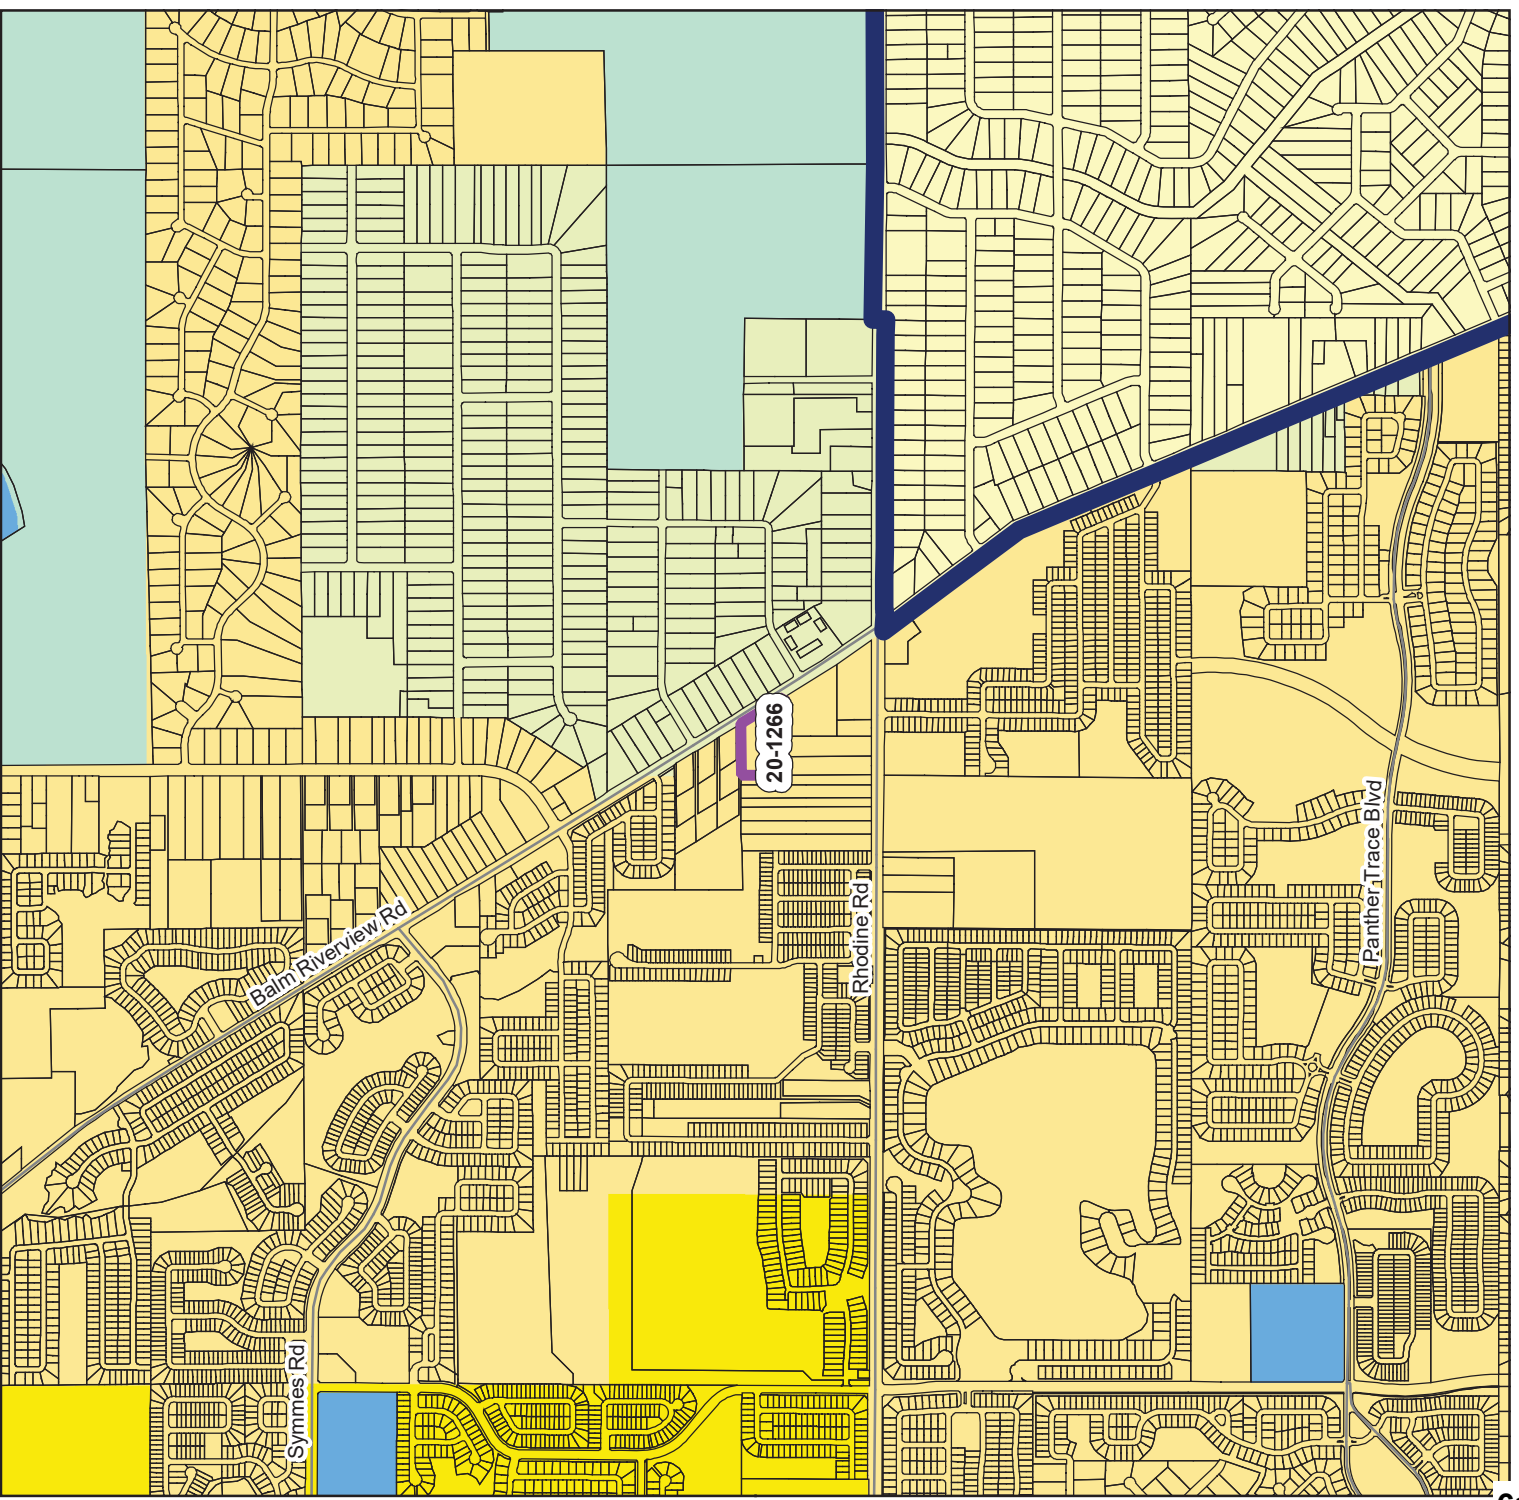 20-1266
Panther Trace Blvd
Rhodine Rd
Balm Riverview Rd
Symmes Rd